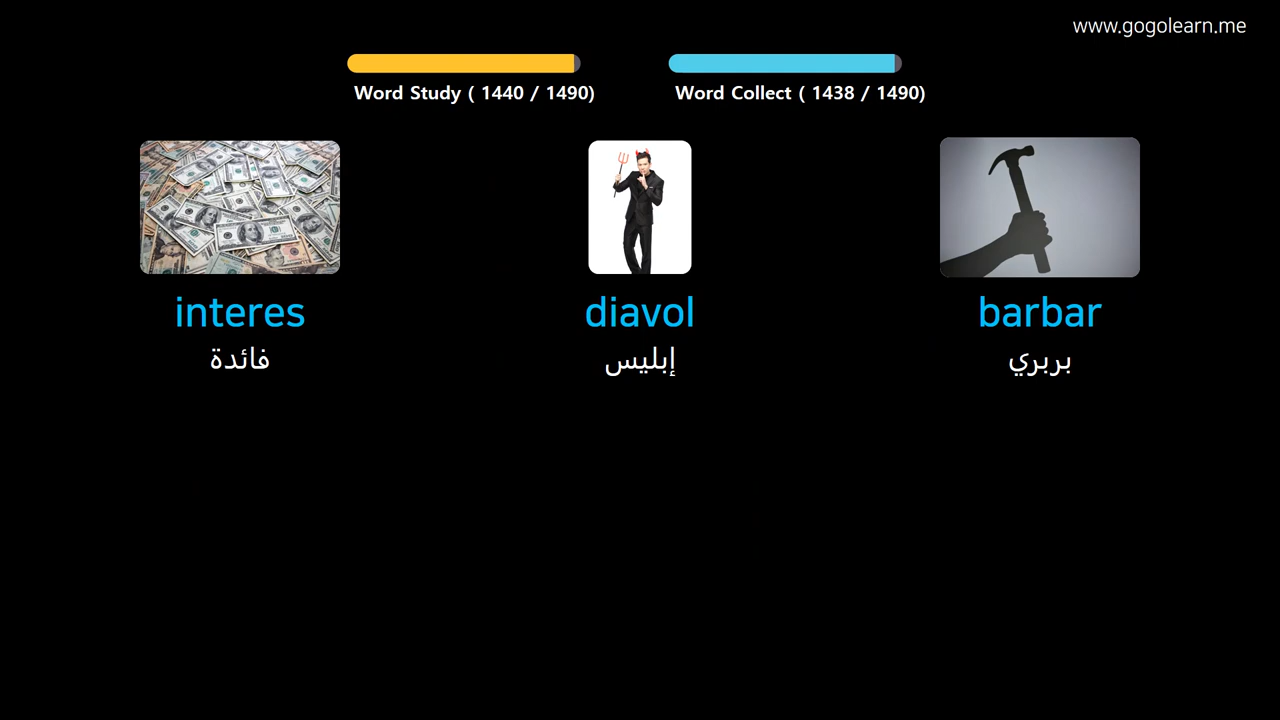 www.gogolearn.me
Word Study ( 1440 / 1490)
Word Collect ( 1438 / 1490)
interes
diavol
barbar
فائدة
إبليس
بربري